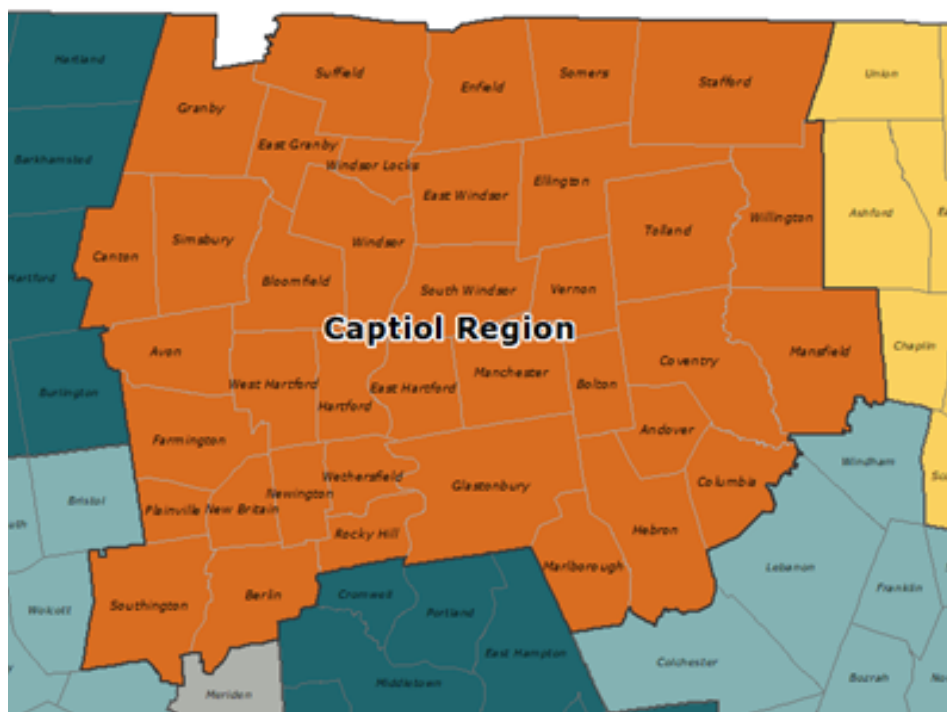 Hartland
Suffield
Enfield
Somers
Stafford
Union
Granby
East Granby
Barkhamsted
Windsor Locks
East Windsor
Ellington
Willington
Ashford
Tolland
Simsbury
Windsor
Canton
Hartford
Bloomfield
South Windsor
Vernon
Captiol Region
Avon
Chaplin
Mansfield
Coventry
Manchester
West Hartford
East Hartford
Bolton
Burlington
Hartford
Andover
Farmington
Windham
Wethersfield
Columbia
Glastonbury
Newington
Bristol
Plainville
New Britain
Rocky Hill
Hebron
Marlborough
Lebanon
Franklin
Cromwell
Berlin
Southington
Wolcott
Portland
East Hampton
Colchester
Bozrah
Middletown
Meriden